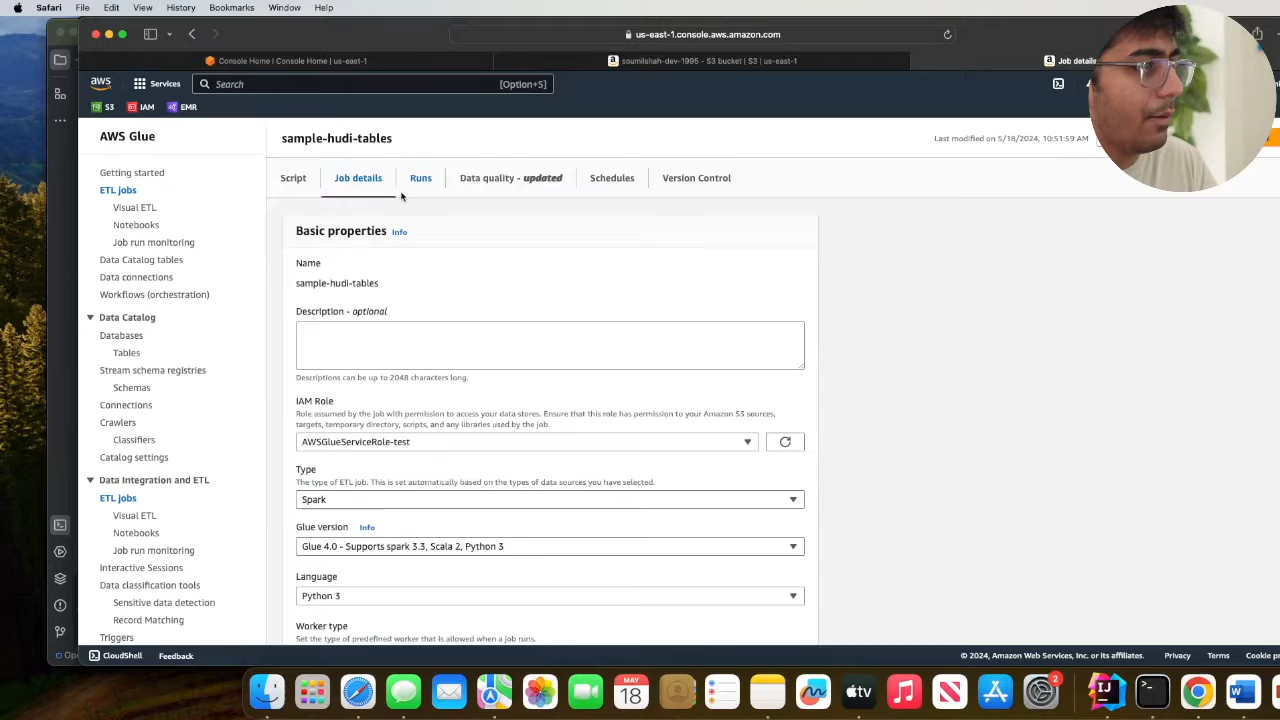 Safari File Edit View History Bookmarks Window Help
us-east-1.console.aws.amazon.com
Console Home | Console Home | us-east-1
soumilshah-dev-1995 - S3 bucket | S3 | us-east-1
Job details
aws Services Search [Option+S]
S3 IAM EMR
AWS Glue
Getting started
ETL jobs
Visual ETL
Notebooks
Job run monitoring
Data Catalog tables
Data connections
Workflows (orchestration)
Data Catalog
Databases
Tables
Stream schema registries
Schemas
Connections
Crawlers
Classifiers
Catalog settings
Data Integration and ETL
ETL jobs
Visual ETL
Notebooks
Job run monitoring
Interactive Sessions
Data classification tools
Sensitive data detection
Record Matching
Triggers
sample-hudi-tables
Last modified on 5/18/2024, 10:51:59 AM
Script Job details Runs Data quality - updated Schedules Version Control
Basic properties Info
Name
sample-hudi-tables
Description - optional
Descriptions can be up to 2048 characters long.
IAM Role
Role assumed by the job with permission to access your data stores. Ensure that this role has permission to your Amazon S3 sources,
targets, temporary directory, scripts, and any libraries used by the job.
AWSGlueServiceRole-test
Type
The type of ETL job. This is set automatically based on the types of data sources you have selected.
Spark
Glue version Info
Glue 4.0 - Supports spark 3.3, Scala 2, Python 3
Language
Python 3
Worker type
Set the type of predefined worker that is allowed when a job runs.
CloudShell Feedback
© 2024, Amazon Web Services, Inc. or its affiliates. Privacy Terms Cookie
MAY
18
2
IJ
W